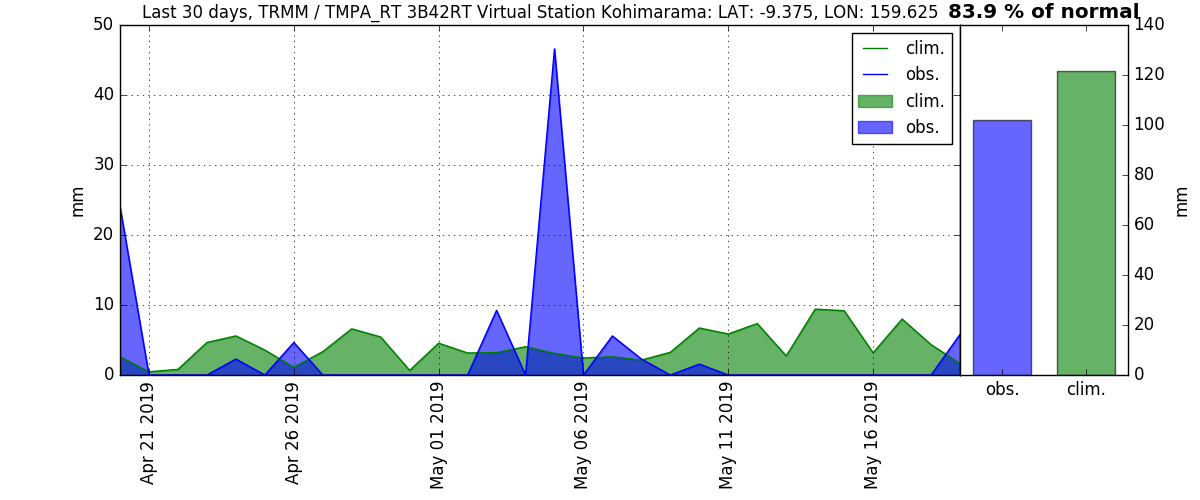 Last 30 days, TRMM / TMPA_RT 3B42RT Virtual Station Kohimarama: LAT: -9.375, LON: 159.625
83.9 % of normal
50
40
30
20
10
0
mm
clim.
obs.
clim.
obs.
Apr 21 2019
Apr 26 2019
May 01 2019
May 06 2019
May 11 2019
May 16 2019
140
120
100
80
60
40
20
0
mm
obs.
clim.